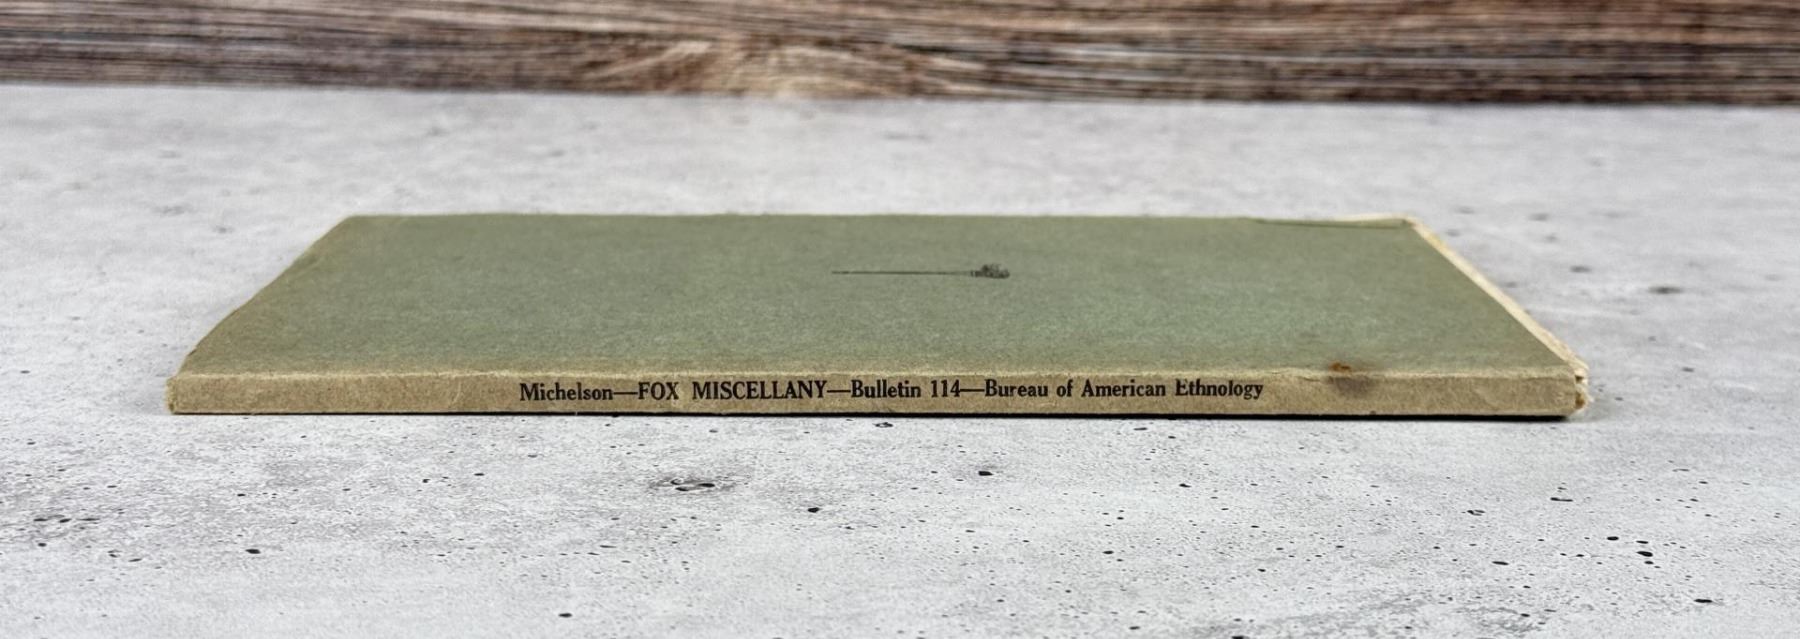 Michelson—FOX MISCELLANY—Bulletin 114—Bureau of American Ethnology